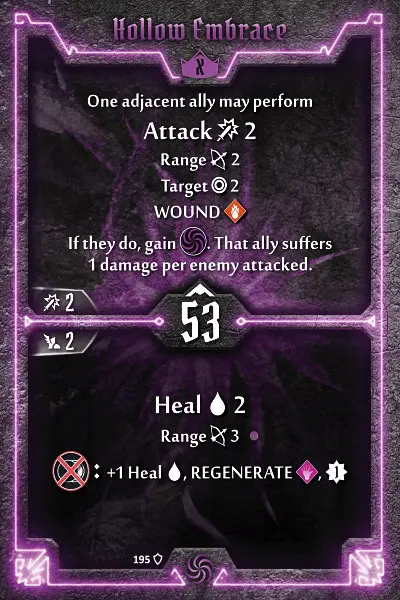 Hollow Embrace
X
One adjacent ally may perform
Attack 2
Range 2
Target 2
WOUND
If they do, gain . That ally suffers
1 damage per enemy attacked.
2
53
2
Heal 2
Range 3
: +1 Heal , REGENERATE , 1
195